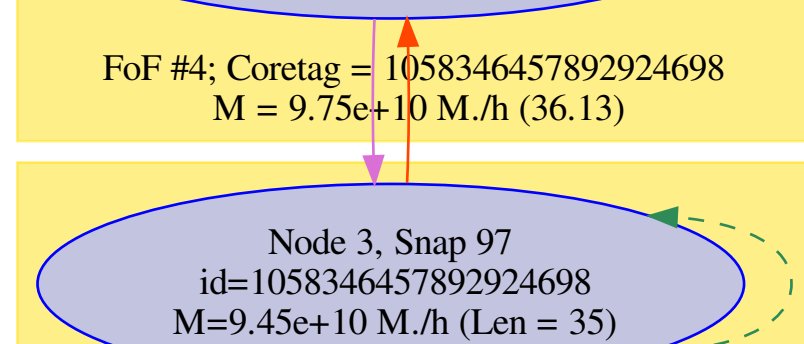 FoF #4; Coretag = 1058346457892924698
M = 9.75e+10 M./h (36.13)
Node 3, Snap 97
id=1058346457892924698
M=9.45e+10 M./h (Len = 35)